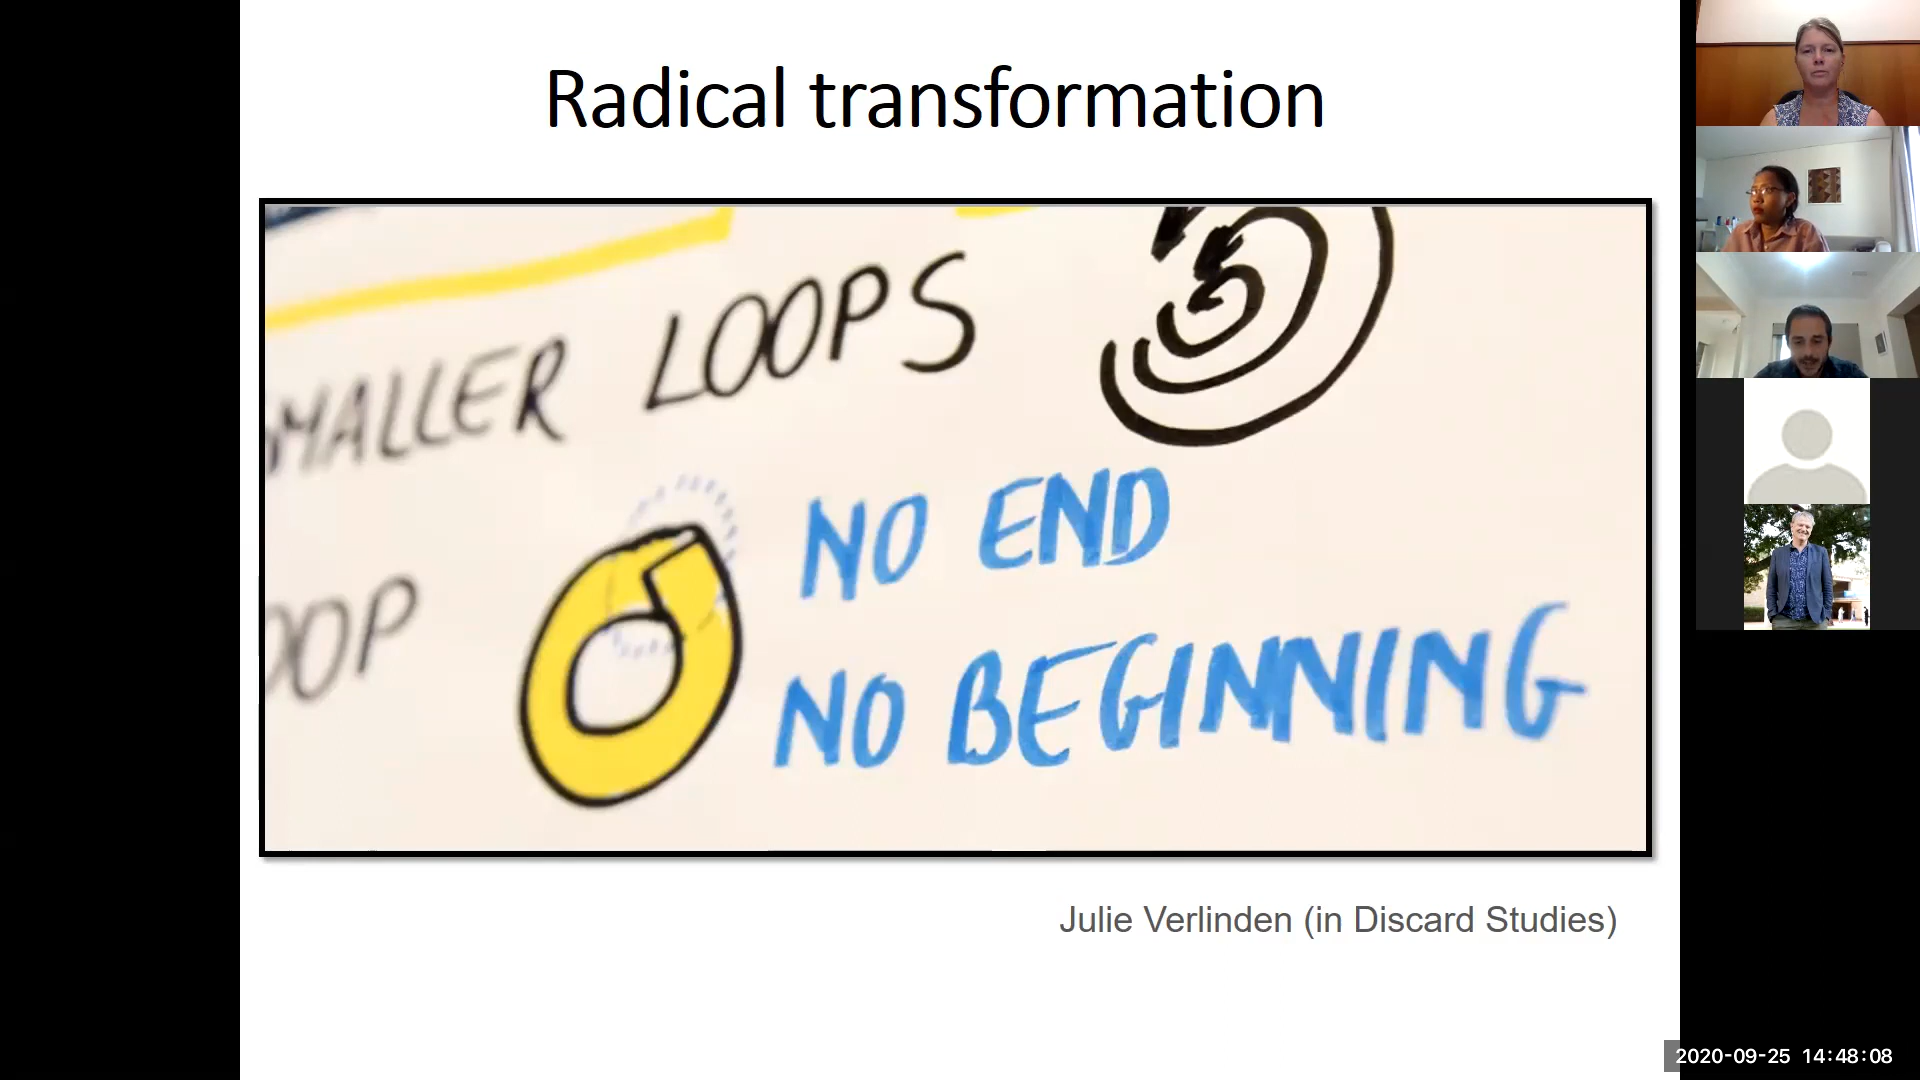 Radical transformation
SMALLER LOOPS
NO END
OOP
NO BEGINNING
Julie Verlinden (in Discard Studies)
2020-09-25 14:48:08